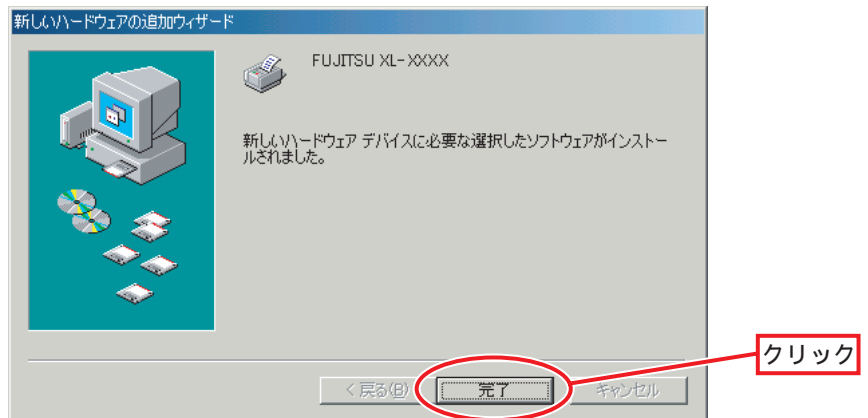 新しいハードウェアの追加ウィザード
FUJITSU XL-XXXX
新しいハードウェア デバイスに必要な選択したソフトウェアがインストー
ルされました。
クリック
< 戻る(B)
完了
キャンセル